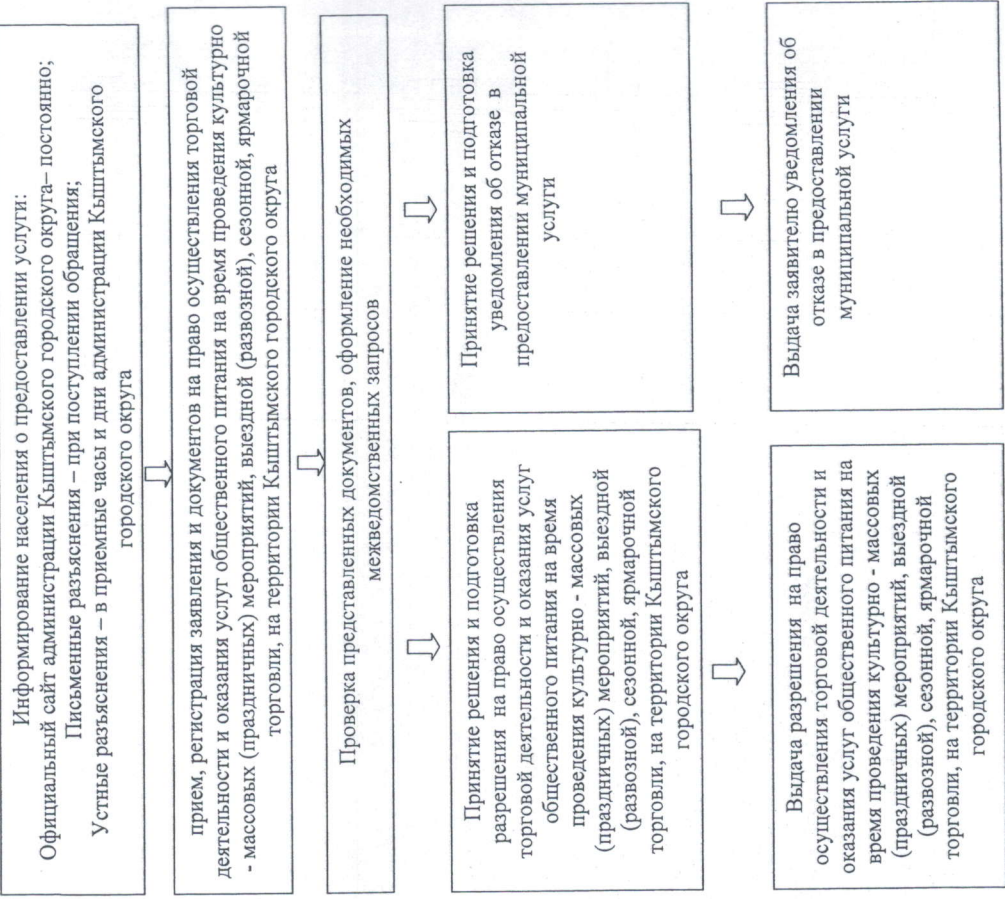 Информирование населения о предоставлении услуги:
Официальный сайт администрации Кыштымского городского округа– постоянно;
Письменные разъяснения – при поступлении обращения;
Устные разъяснения – в приемные часы и дни администрации Кыштымского
городского округа
прием, регистрация заявления и документов на право осуществления торговой
деятельности и оказания услуг общественного питания на время проведения культурно
- массовых (праздничных) мероприятий, выездной (развозной), сезонной, ярмарочной
торговли, на территории Кыштымского городского округа
Проверка представленных документов, оформление необходимых
межведомственных запросов
Принятие решения и подготовка
разрешения на право осуществления
торговой деятельности и оказания услуг
общественного питания на время
проведения культурно - массовых
(праздничных) мероприятий, выездной
(развозной), сезонной, ярмарочной
торговли, на территории Кыштымского
городского округа
Принятие решения и подготовка
уведомления об отказе в
предоставлении муниципальной
услуги
Выдача разрешения на право
осуществления торговой деятельности и
оказания услуг общественного питания на
время проведения культурно - массовых
(праздничных) мероприятий, выездной
(развозной), сезонной, ярмарочной
торговли, на территории Кыштымского
городского округа
Выдача заявителю уведомления об
отказе в предоставлении
муниципальной услуги